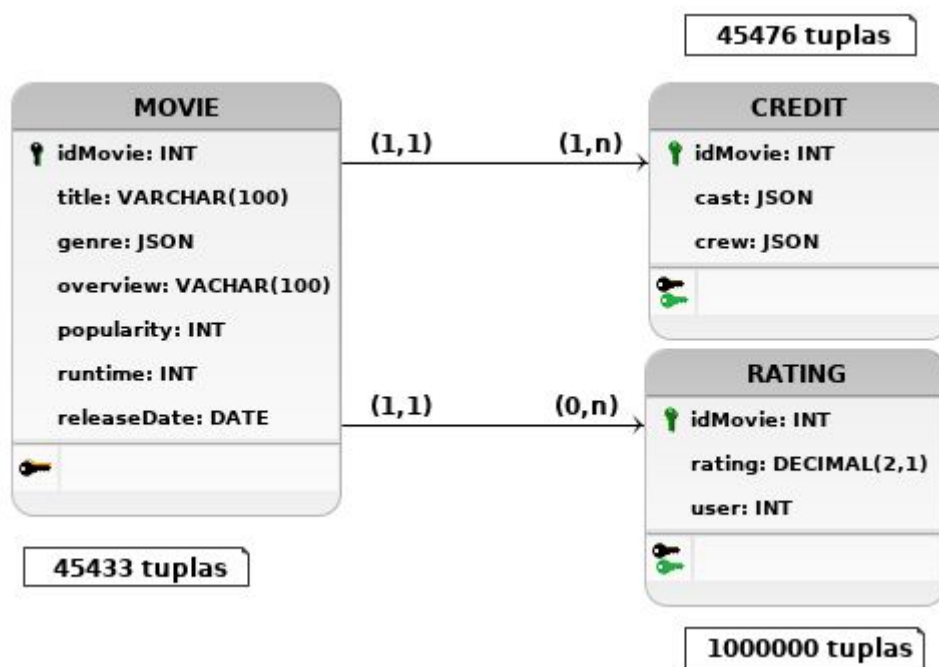 45476 tuplas
MOVIE
idMovie: INT
title: VARCHAR(100)
genre: JSON
overview: VACHAR(100)
popularity: INT
runtime: INT
releaseDate: DATE
45433 tuplas
(1,1)
(1,n)
CREDIT
idMovie: INT
cast: JSON
crew: JSON
(1,1)
(0,n)
RATING
idMovie: INT
rating: DECIMAL(2,1)
user: INT
1000000 tuplas